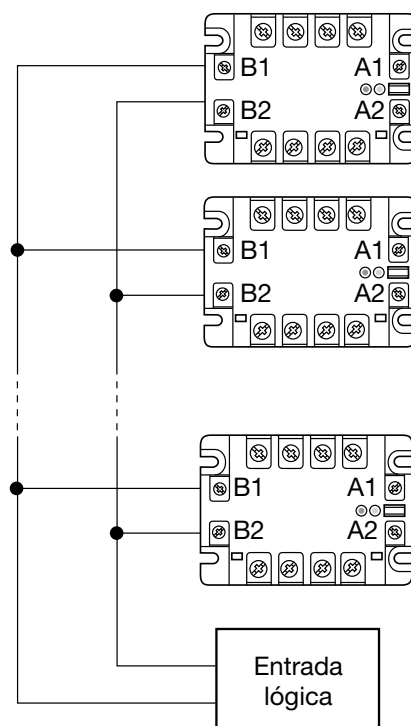 B1 A1
B2 A2
B1 A1
B2 A2
B1 A1
B2 A2
Entrada
lógica